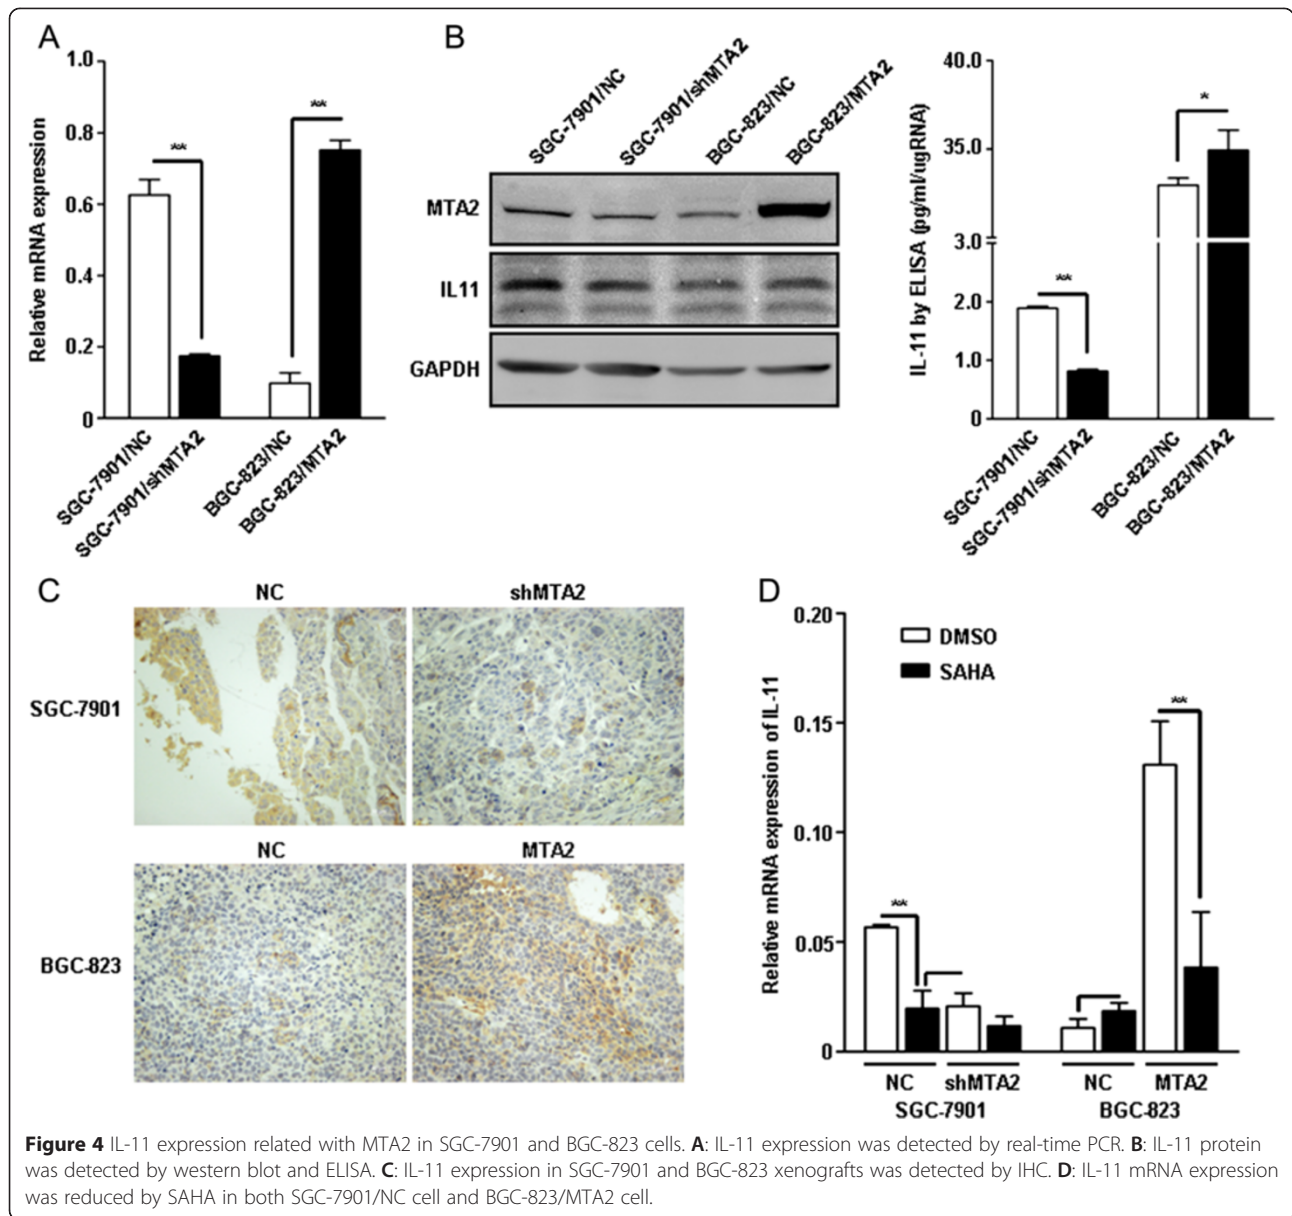 A
1.0
0.8
0.6
0.4
0.2
0
Relative mRNA expression
**
**
SGC-7901/NC
SGC-7901/shMTA2
BGC-823/NC
BGC-823/MTA2
B
SGC-7901/NC
SGC-7901/shMTA2
BGC-823/NC
BGC-823/MTA2
MTA2
IL11
GAPDH
IL-11 by ELISA (pg/ml/ugRNA)
40.0
35.0
3.0
2.0
1.0
0
**
*
SGC-7901/NC
SGC-7901/shMTA2
BGC-823/NC
BGC-823/MTA2
C
NC
shMTA2
SGC-7901
NC
MTA2
BGC-823
D
Relative mRNA expression of IL-11
0.20
0.15
0.10
0.05
0
DMSO
SAHA
**
**
NC
shMTA2
NC
MTA2
SGC-7901
BGC-823
Figure 4 IL-11 expression related with MTA2 in SGC-7901 and BGC-823 cells. A: IL-11 expression was detected by real-time PCR. B: IL-11 protein
was detected by western blot and ELISA. C: IL-11 expression in SGC-7901 and BGC-823 xenografts was detected by IHC. D: IL-11 mRNA expression
was reduced by SAHA in both SGC-7901/NC cell and BGC-823/MTA2 cell.